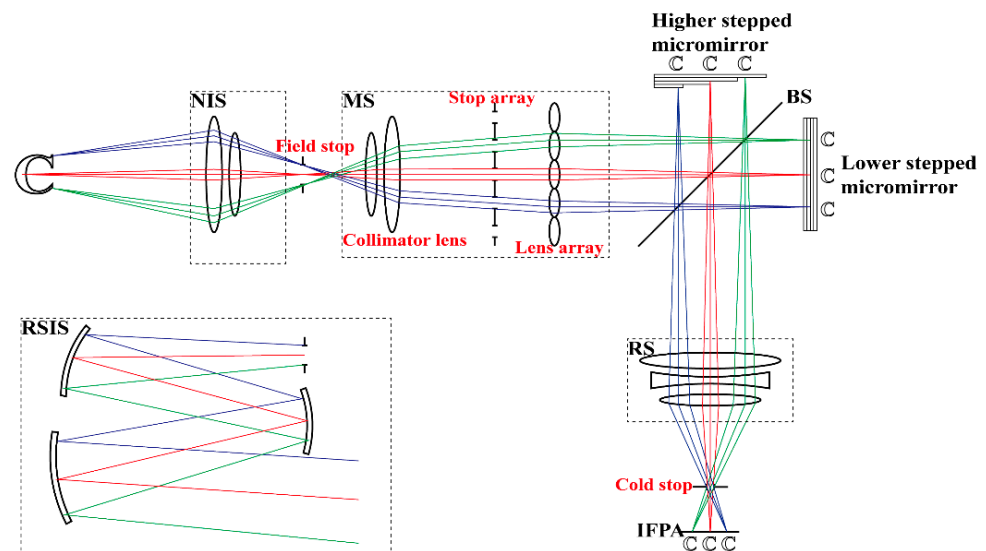 Higher stepped
micromirror
ℂ ℂ ℂ
NIS
MS
Stop array
BS
Field stop
ℂ
ℂ
ℂ
Lower stepped
micromirror
Collimator lens
Lens array
RSIS
RS
Cold stop
IFPA
ℂ ℂ ℂ